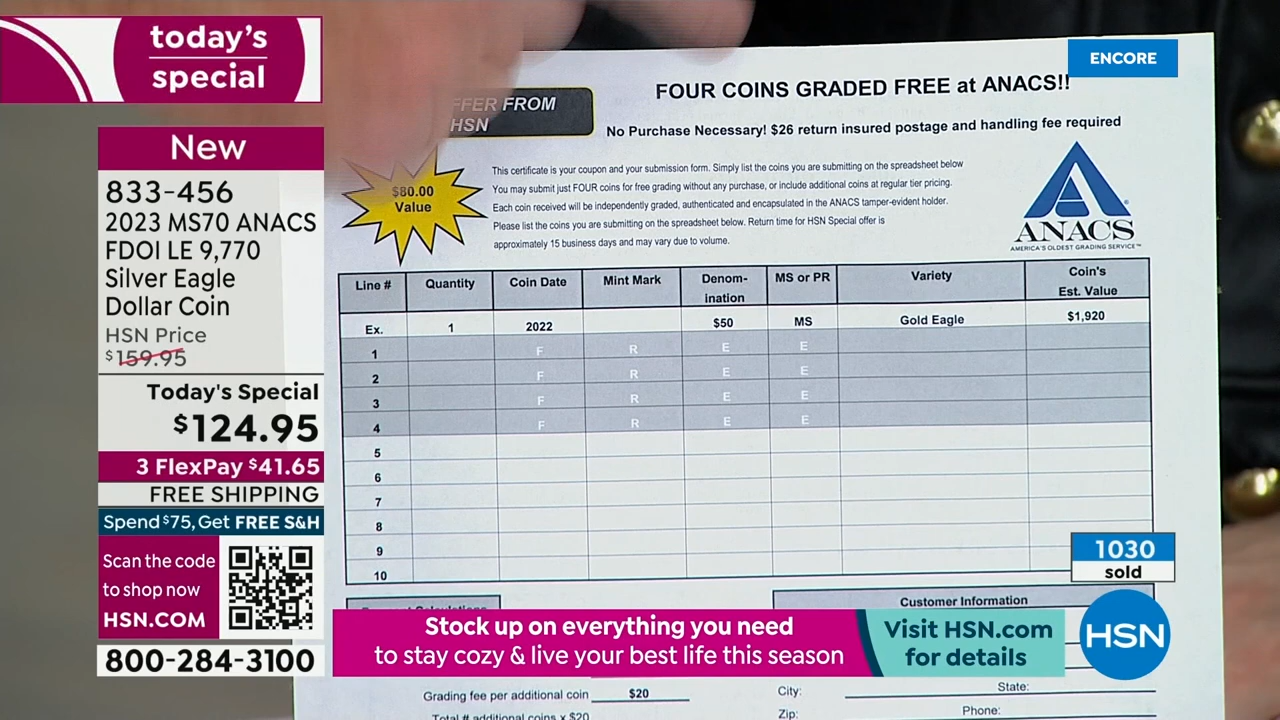 today's
special
New
833-456
2023 MS70 ANACS
FDOI LE 9,770
Silver Eagle
Dollar Coin
HSN Price
$159.95
Today's Special
$124.95
3 FlexPay $41.65
FREE SHIPPING
Spend $75, Get FREE S&H
Scan the code
to shop now
HSN.COM
800-284-3100
ENCORE
FFER FROM
HSN
FOUR COINS GRADED FREE at ANACS!!
No Purchase Necessary! $26 return insured postage and handling fee required
$80.00
Value
This certificate is your coupon and your submission form. Simply list the coins you are submitting on the spreadsheet below
You may submit just FOUR coins for free grading without any purchase, or include additional coins at regular tier pricing.
Each coin received will be independently graded, authenticated and encapsulated in the ANACS tamper-evident holder.
Please list the coins you are submitting on the spreadsheet below. Return time for HSN Special offer is
approximately 15 business days and may vary due to volume.
ANACS
AMERICA'S OLDEST GRADING SERVICE™
Line # Quantity Coin Date Mint Mark Denom-ination MS or PR Variety Coin's Est. Value
Ex. 1 2022 $50 MS Gold Eagle $1,920
1 F R E E
2 F R E E
3 F R E E
4 F R E E
5
6
7
8
9
10
Customer Information
Grading fee per additional coin $20
Total # additional coins x $20
City: State:
Zip: Phone:
1030
sold
Stock up on everything you need
to stay cozy & live your best life this season
Visit HSN.com
for details
HSN